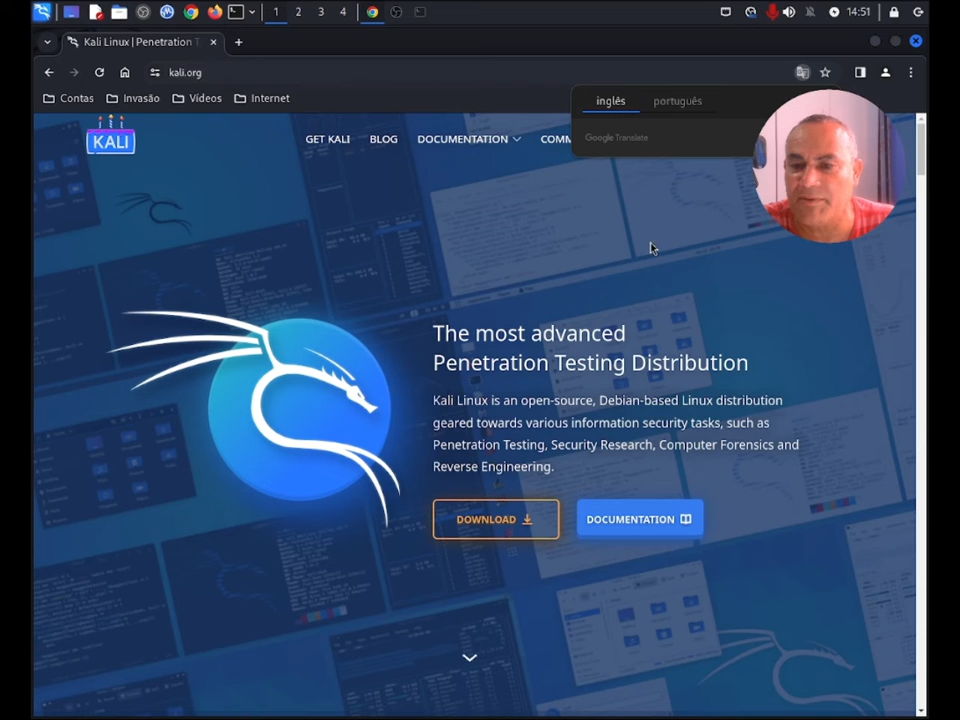 1 2 3 4
14:51
Kali Linux | Penetration T
kali.org
Contas
Invasão
Vídeos
Internet
inglês português
Google Translate
KALI
GET KALI BLOG DOCUMENTATION COMM
The most advanced
Penetration Testing Distribution
Kali Linux is an open-source, Debian-based Linux distribution
geared towards various information security tasks, such as
Penetration Testing, Security Research, Computer Forensics and
Reverse Engineering.
DOWNLOAD
DOCUMENTATION